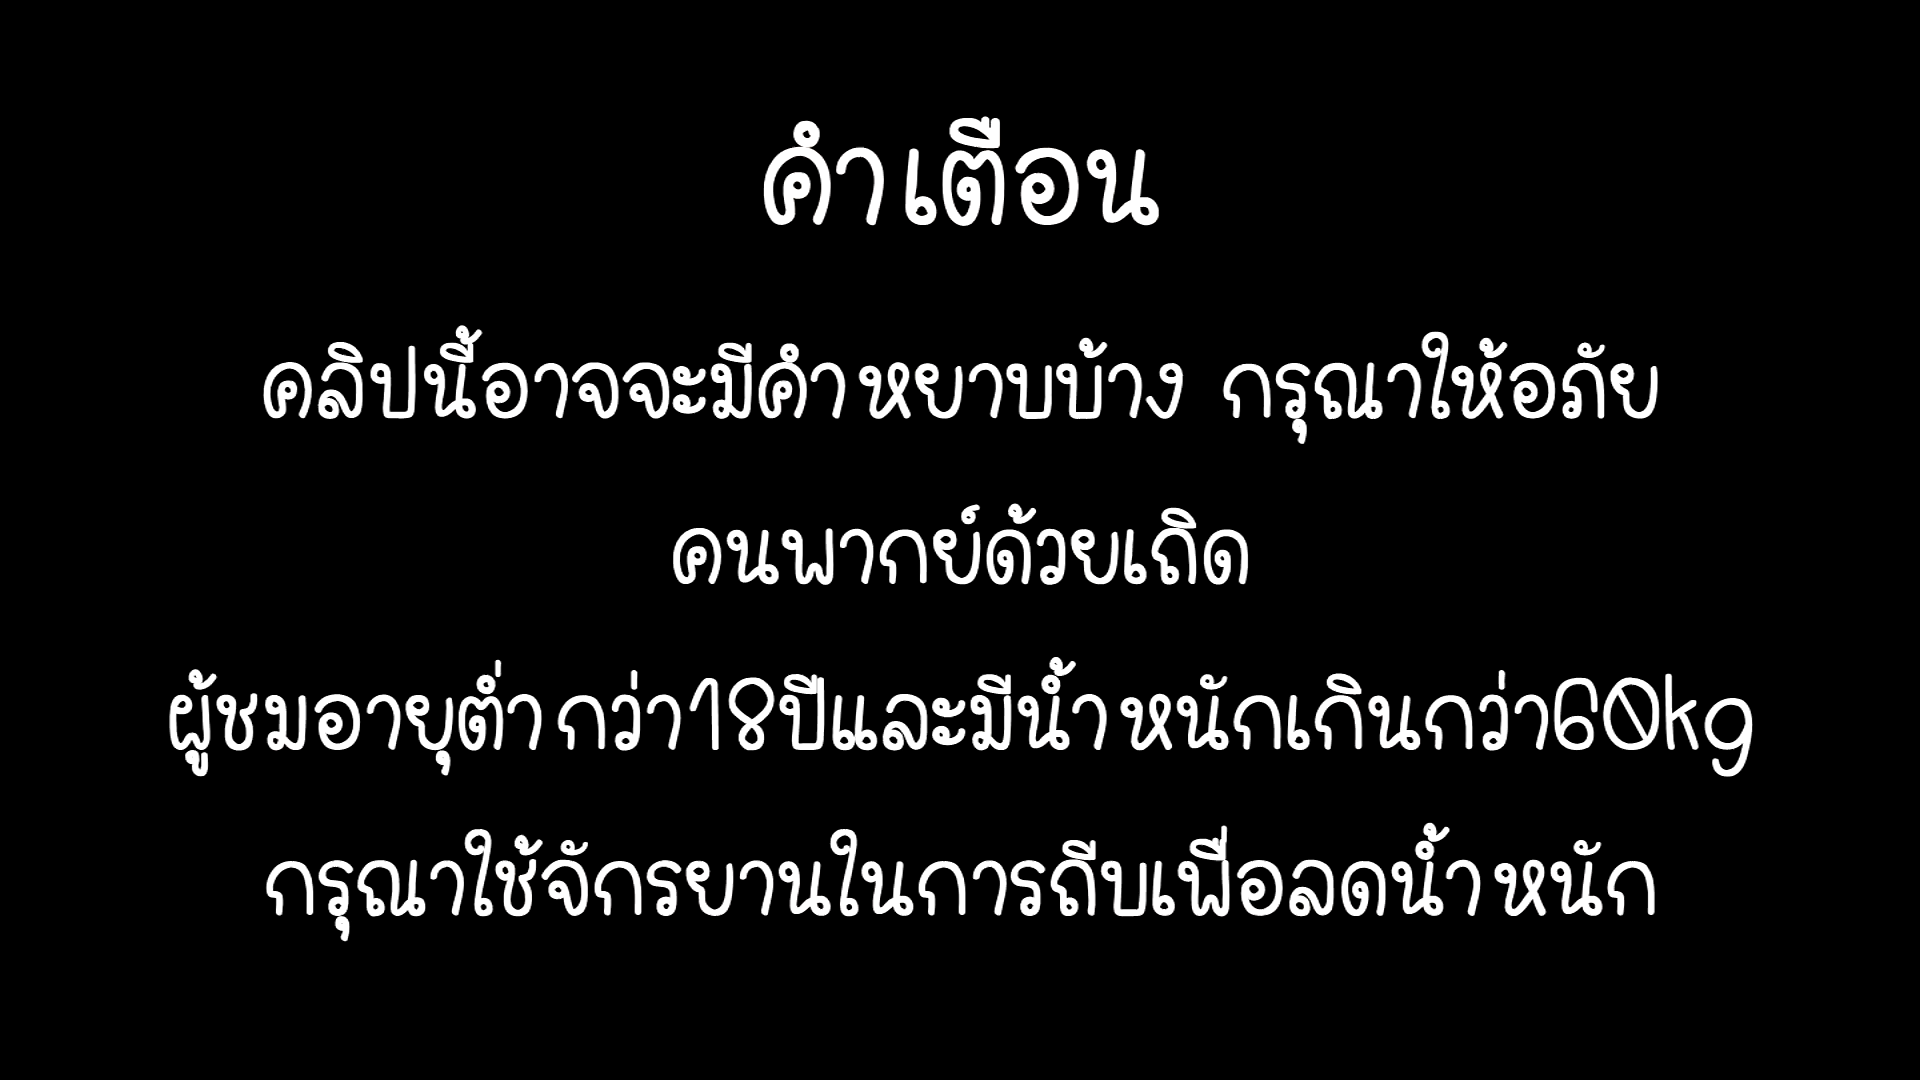 คำเตือน
คลิปนี้อาจจะมีคำหยาบบ้าง กรุณาให้อภัย
คนพากย์ด้วยเถิด
ผู้ชมอายุต่ำกว่า18ปีและมีน้ำหนักเกินกว่า60kg
กรุณาใช้จักรยานในการถีบเพื่อลดน้ำหนัก